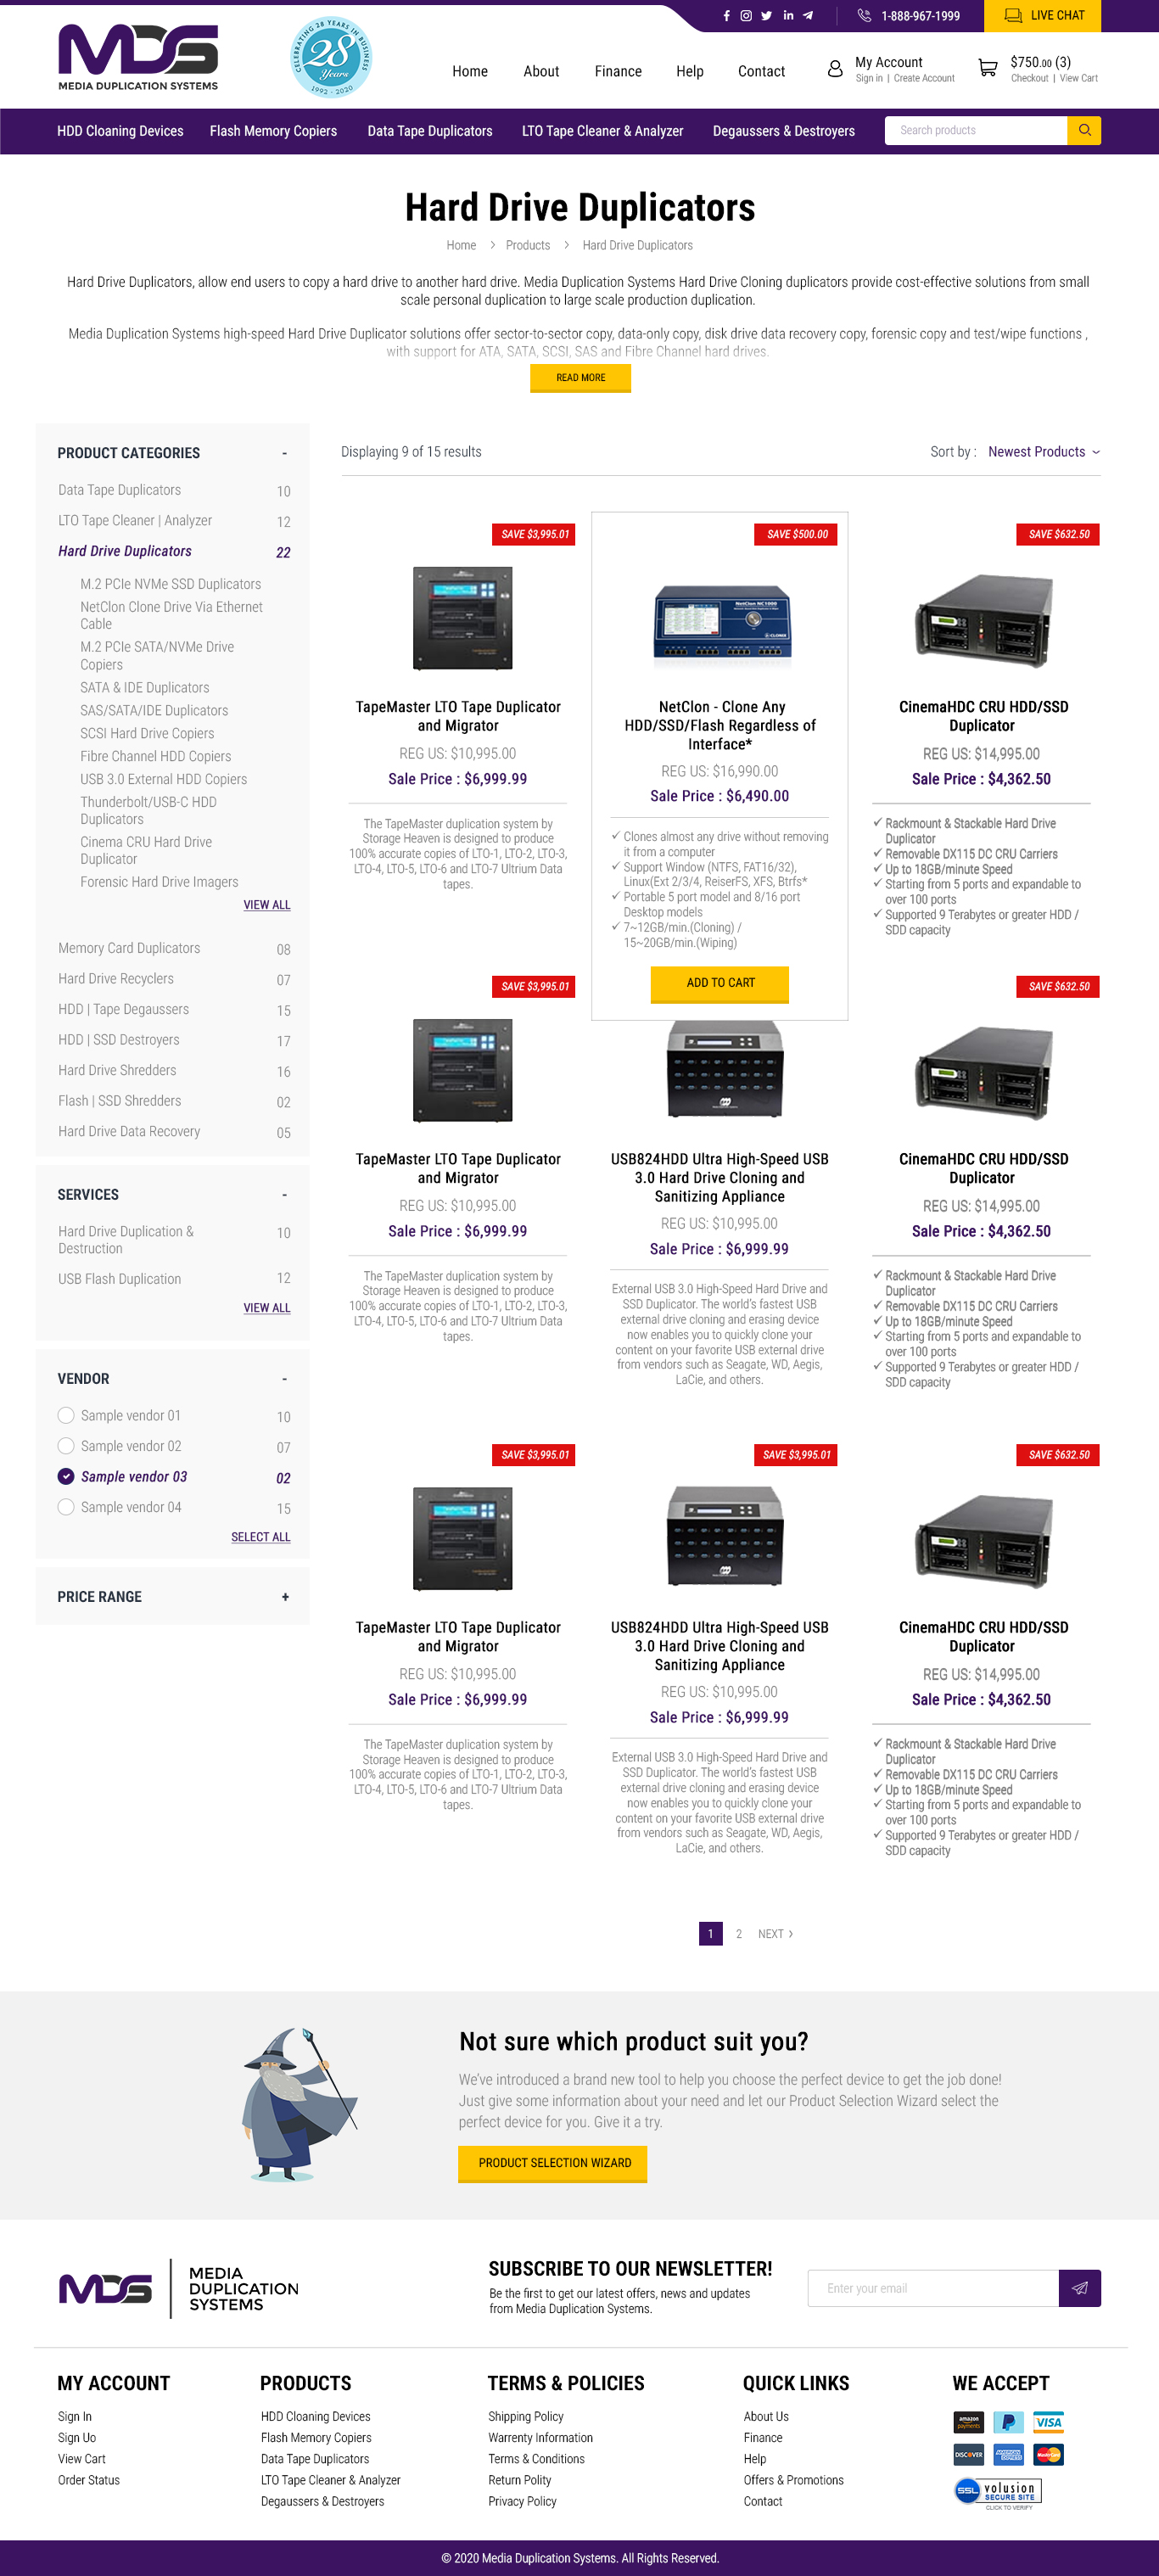 1-888-967-1999
LIVE CHAT
MDS
MEDIA DUPLICATION SYSTEMS
CELEBRATING 28 YEARS IN BUSINESS
28
Years
1992 - 2020
Home
About
Finance
Help
Contact
My Account
Sign in | Create Account
$750.00 (3)
Checkout | View Cart
HDD Cloaning Devices
Flash Memory Copiers
Data Tape Duplicators
LTO Tape Cleaner & Analyzer
Degaussers & Destroyers
Search products
Hard Drive Duplicators
Home > Products > Hard Drive Duplicators
Hard Drive Duplicators, allow end users to copy a hard drive to another hard drive. Media Duplication Systems Hard Drive Cloning duplicators provide cost-effective solutions from small
scale personal duplication to large scale production duplication.
Media Duplication Systems high-speed Hard Drive Duplicator solutions offer sector-to-sector copy, data-only copy, disk drive data recovery copy, forensic copy and test/wipe functions ,
with support for ATA, SATA, SCSI, SAS and Fibre Channel hard drives.
READ MORE
PRODUCT CATEGORIES -
Data Tape Duplicators 10
LTO Tape Cleaner | Analyzer 12
Hard Drive Duplicators 22
M.2 PCIe NVMe SSD Duplicators
NetClon Clone Drive Via Ethernet
Cable
M.2 PCIe SATA/NVMe Drive
Copiers
SATA & IDE Duplicators
SAS/SATA/IDE Duplicators
SCSI Hard Drive Copiers
Fibre Channel HDD Copiers
USB 3.0 External HDD Copiers
Thunderbolt/USB-C HDD
Duplicators
Cinema CRU Hard Drive
Duplicator
Forensic Hard Drive Imagers
VIEW ALL
Memory Card Duplicators 08
Hard Drive Recyclers 07
HDD | Tape Degaussers 15
HDD | SSD Destroyers 17
Hard Drive Shredders 16
Flash | SSD Shredders 02
Hard Drive Data Recovery 05
SERVICES -
Hard Drive Duplication & 10
Destruction
USB Flash Duplication 12
VIEW ALL
VENDOR -
Sample vendor 01 10
Sample vendor 02 07
Sample vendor 03 02
Sample vendor 04 15
SELECT ALL
PRICE RANGE +
Displaying 9 of 15 results
Sort by : Newest Products
SAVE $3,995.01
TapeMaster LTO Tape Duplicator
and Migrator
REG US: $10,995.00
Sale Price : $6,999.99
The TapeMaster duplication system by
Storage Heaven is designed to produce
100% accurate copies of LTO-1, LTO-2, LTO-3,
LTO-4, LTO-5, LTO-6 and LTO-7 Ultrium Data
tapes.
SAVE $500.00
NetClon NC1000
CLONER
NetClon - Clone Any
HDD/SSD/Flash Regardless of
Interface*
REG US: $16,990.00
Sale Price : $6,490.00
Clones almost any drive without removing
it from a computer
Support Window (NTFS, FAT16/32),
Linux(Ext 2/3/4, ReiserFS, XFS, Btrfs*
Portable 5 port model and 8/16 port
Desktop models
7~12GB/min.(Cloning) /
15~20GB/min.(Wiping)
ADD TO CART
SAVE $632.50
CinemaHDC CRU HDD/SSD
Duplicator
REG US: $14,995.00
Sale Price : $4,362.50
Rackmount & Stackable Hard Drive
Duplicator
Removable DX115 DC CRU Carriers
Up to 18GB/minute Speed
Starting from 5 ports and expandable to
over 100 ports
Supported 9 Terabytes or greater HDD /
SDD capacity
SAVE $3,995.01
TapeMaster LTO Tape Duplicator
and Migrator
REG US: $10,995.00
Sale Price : $6,999.99
The TapeMaster duplication system by
Storage Heaven is designed to produce
100% accurate copies of LTO-1, LTO-2, LTO-3,
LTO-4, LTO-5, LTO-6 and LTO-7 Ultrium Data
tapes.
USB824HDD Ultra High-Speed USB
3.0 Hard Drive Cloning and
Sanitizing Appliance
REG US: $10,995.00
Sale Price : $6,999.99
External USB 3.0 High-Speed Hard Drive and
SSD Duplicator. The world's fastest USB
external drive cloning and erasing device
now enables you to quickly clone your
content on your favorite USB external drive
from vendors such as Seagate, WD, Aegis,
LaCie, and others.
SAVE $632.50
CinemaHDC CRU HDD/SSD
Duplicator
REG US: $14,995.00
Sale Price : $4,362.50
Rackmount & Stackable Hard Drive
Duplicator
Removable DX115 DC CRU Carriers
Up to 18GB/minute Speed
Starting from 5 ports and expandable to
over 100 ports
Supported 9 Terabytes or greater HDD /
SDD capacity
SAVE $3,995.01
TapeMaster LTO Tape Duplicator
and Migrator
REG US: $10,995.00
Sale Price : $6,999.99
The TapeMaster duplication system by
Storage Heaven is designed to produce
100% accurate copies of LTO-1, LTO-2, LTO-3,
LTO-4, LTO-5, LTO-6 and LTO-7 Ultrium Data
tapes.
SAVE $3,995.01
USB824HDD Ultra High-Speed USB
3.0 Hard Drive Cloning and
Sanitizing Appliance
REG US: $10,995.00
Sale Price : $6,999.99
External USB 3.0 High-Speed Hard Drive and
SSD Duplicator. The world's fastest USB
external drive cloning and erasing device
now enables you to quickly clone your
content on your favorite USB external drive
from vendors such as Seagate, WD, Aegis,
LaCie, and others.
SAVE $632.50
CinemaHDC CRU HDD/SSD
Duplicator
REG US: $14,995.00
Sale Price : $4,362.50
Rackmount & Stackable Hard Drive
Duplicator
Removable DX115 DC CRU Carriers
Up to 18GB/minute Speed
Starting from 5 ports and expandable to
over 100 ports
Supported 9 Terabytes or greater HDD /
SDD capacity
1 2 NEXT >
Not sure which product suit you?
We've introduced a brand new tool to help you choose the perfect device to get the job done!
Just give some information about your need and let our Product Selection Wizard select the
perfect device for you. Give it a try.
PRODUCT SELECTION WIZARD
MDS
MEDIA
DUPLICATION
SYSTEMS
SUBSCRIBE TO OUR NEWSLETTER!
Be the first to get our latest offers, news and updates
from Media Duplication Systems.
Enter your email
MY ACCOUNT
Sign In
Sign Uo
View Cart
Order Status
PRODUCTS
HDD Cloaning Devices
Flash Memory Copiers
Data Tape Duplicators
LTO Tape Cleaner & Analyzer
Degaussers & Destroyers
TERMS & POLICIES
Shipping Policy
Warrenty Information
Terms & Conditions
Return Polity
Privacy Policy
QUICK LINKS
About Us
Finance
Help
Offers & Promotions
Contact
WE ACCEPT
amazon
payments
P
VISA
DISCOVER
AMERICAN
EXPRESS
MasterCard
SSL
volusion
SECURE SITE
CLICK TO VERIFY
© 2020 Media Duplication Systems. All Rights Reserved.